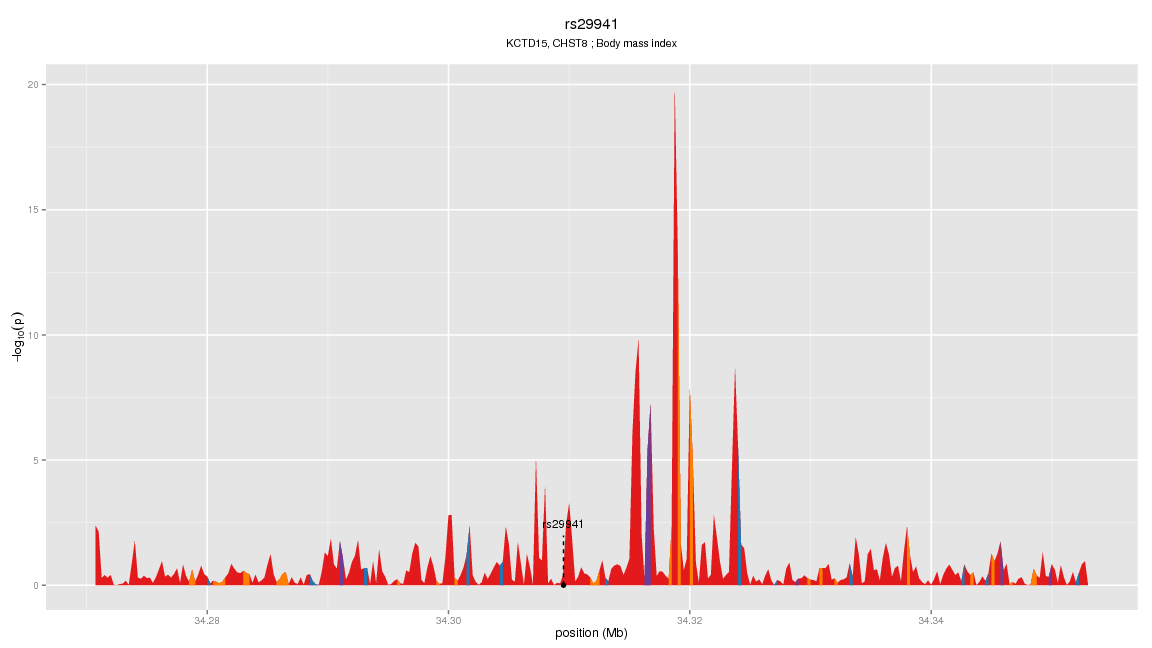 rs29941
KCTD15, CHST8 ; Body mass index
20
15
10
5
0
−log10(p)
rs29941
34.28 34.30 34.32 34.34
position (Mb)